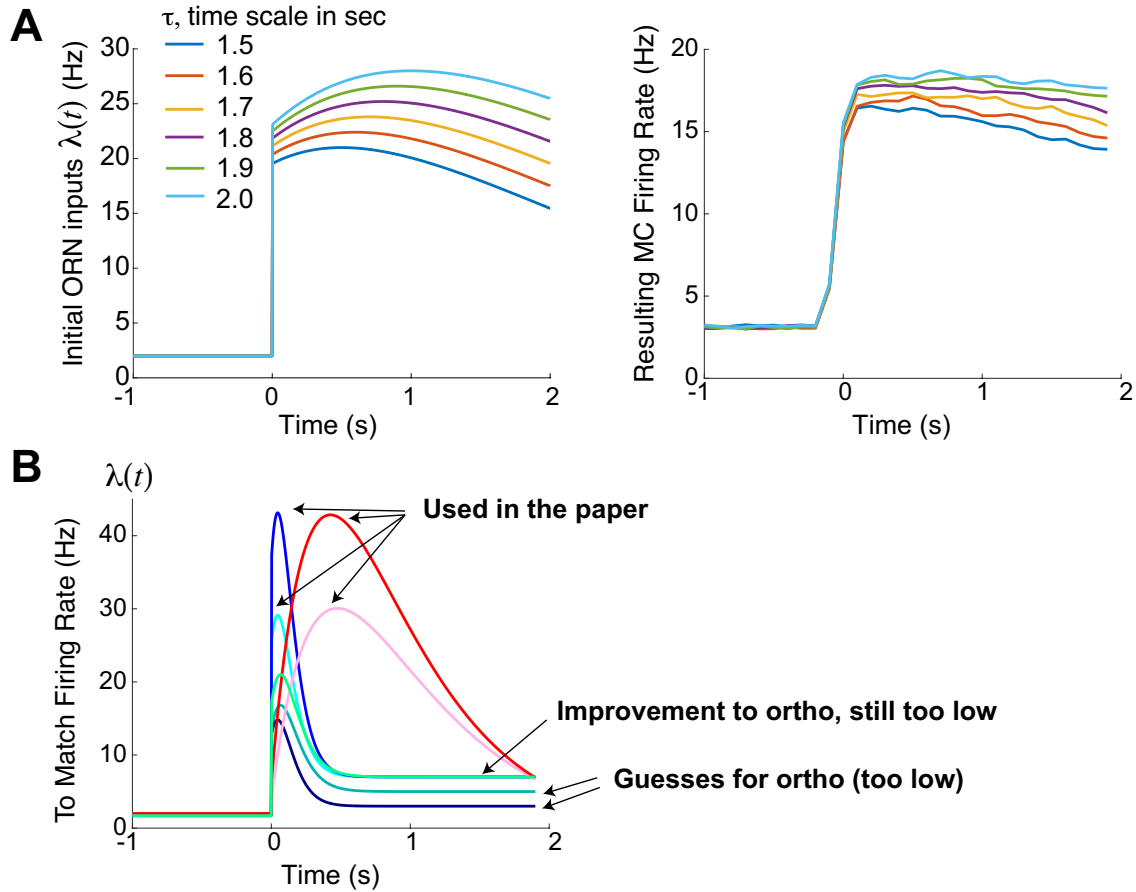 A
τ, time scale in sec
1.5
1.6
1.7
1.8
1.9
2.0
Initial ORN inputs λ(t) (Hz)
30
25
20
15
10
5
0
-1
0
1
2
Time (s)
Resulting MC Firing Rate (Hz)
20
15
10
5
0
-1
0
1
2
Time (s)
B
λ(t)
To Match Firing Rate (Hz)
40
30
20
10
0
-1
0
1
2
Time (s)
Used in the paper
Improvement to ortho, still too low
Guesses for ortho (too low)